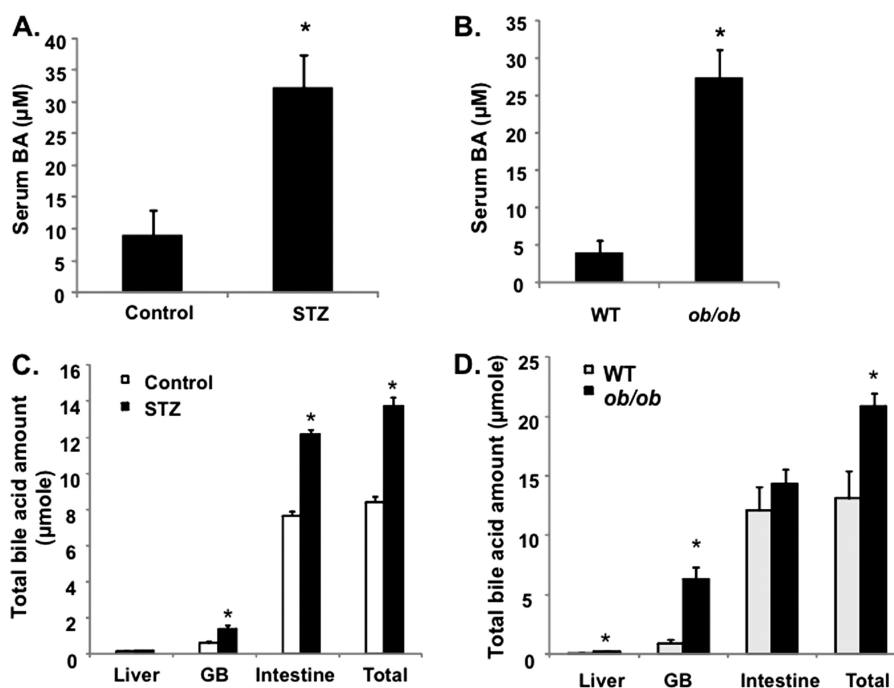 A.
*
Serum BA (µM)
40
35
30
25
20
15
10
5
0
Control STZ
B.
*
Serum BA (µM)
35
30
25
20
15
10
5
0
WT ob/ob
C.
Control
STZ
Total bile acid amount
(µmole)
16
14
12
10
8
6
4
2
0
*
*
*
Liver GB Intestine Total
D.
WT
ob/ob
Total bile acid amount (µmole)
25
20
15
10
5
0
*
*
*
Liver GB Intestine Total